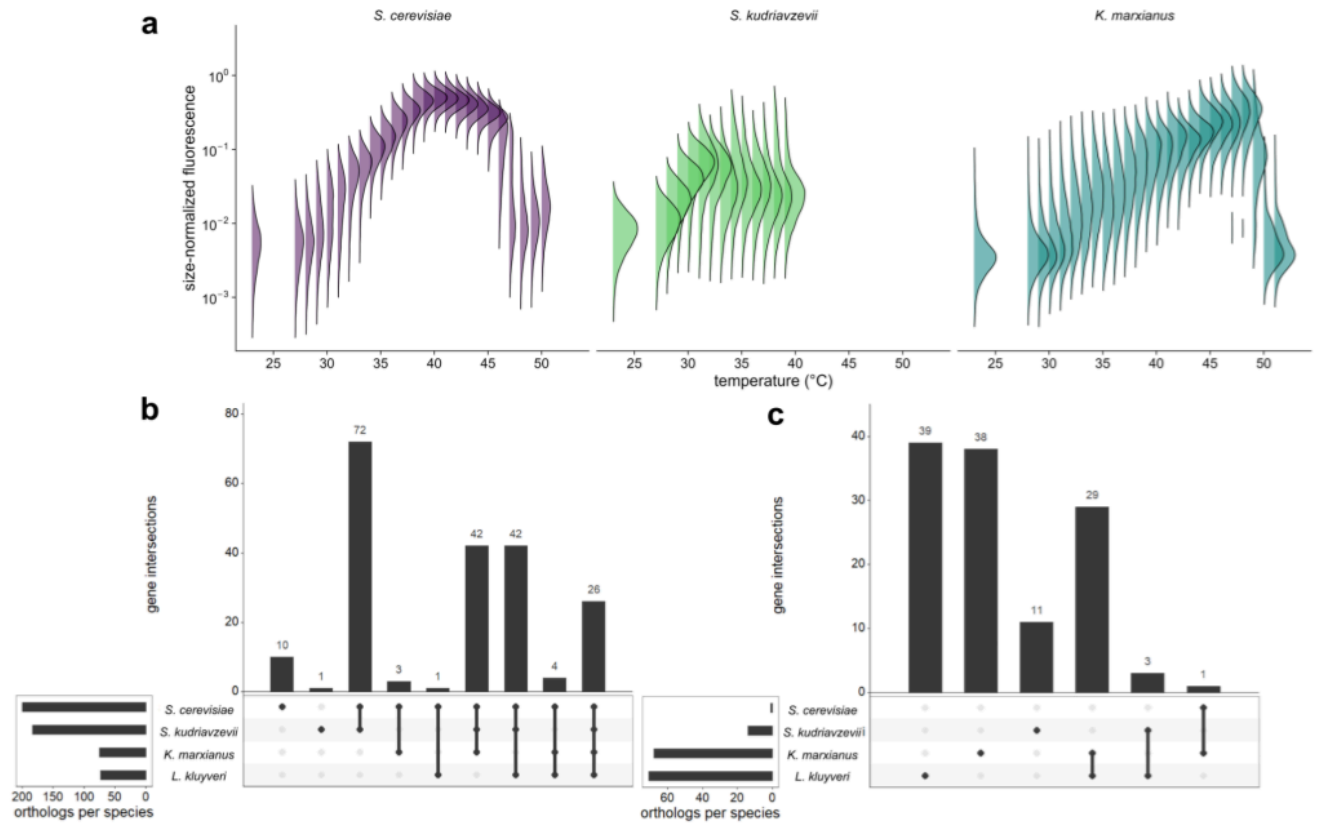 a
S. cerevisiae
S. kudriavzevii
K. marxianus
size-normalized fluorescence
10⁰
10⁻¹
10⁻²
10⁻³
25 30 35 40 45 50
25 30 35 40 45 50
25 30 35 40 45 50
temperature (°C)
b
gene intersections
80
60
40
20
0
10
1
72
3
1
42
42
4
26
S. cerevisiae
S. kudriavzevii
K. marxianus
L. kluyveri
200 150 100 50 0
orthologs per species
c
gene intersections
40
30
20
10
0
39
38
11
29
3
1
S. cerevisiae
S. kudriavzevii
K. marxianus
L. kluyveri
60 40 20 0
orthologs per species